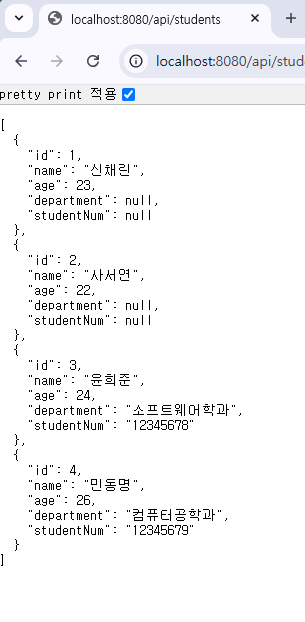 localhost:8080/api/students
localhost:8080/api/stud
pretty print 적용
[
  {
    "id": 1,
    "name": "신채린",
    "age": 23,
    "department": null,
    "studentNum": null
  },
  {
    "id": 2,
    "name": "사서연",
    "age": 22,
    "department": null,
    "studentNum": null
  },
  {
    "id": 3,
    "name": "윤희준",
    "age": 24,
    "department": "소프트웨어학과",
    "studentNum": "12345678"
  },
  {
    "id": 4,
    "name": "민동명",
    "age": 26,
    "department": "컴퓨터공학과",
    "studentNum": "12345679"
  }
]